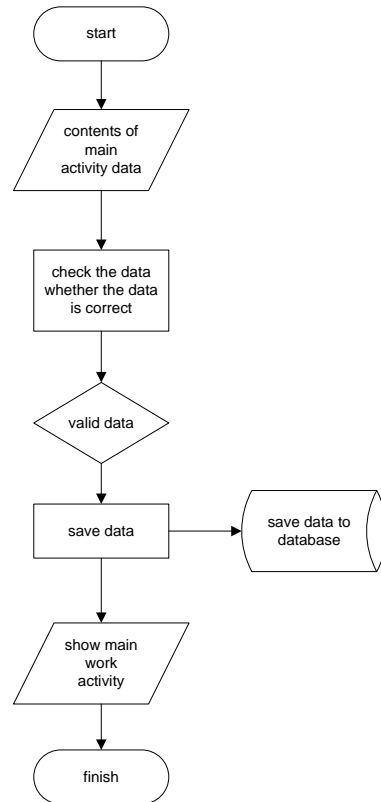 start
contents of
main
activity data
check the data
whether the data
is correct
valid data
save data
save data to
database
show main
work
activity
finish